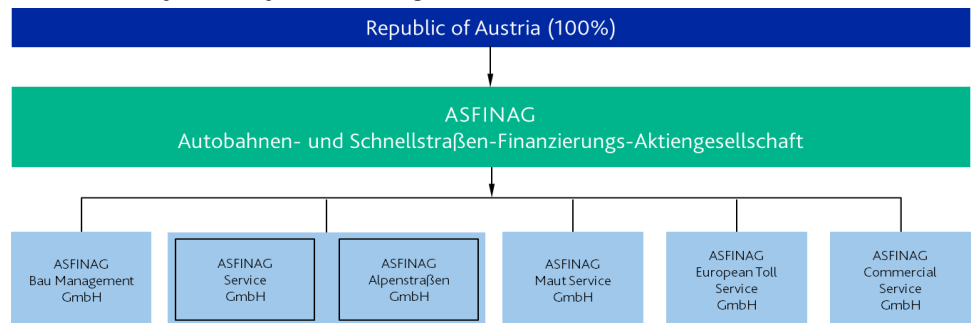 Republic of Austria (100%)
ASFINAG
Autobahnen- und Schnellstraßen-Finanzierungs-Aktiengesellschaft
ASFINAG
Bau Management
GmbH
ASFINAG
Service
GmbH
ASFINAG
Alpenstraßen
GmbH
ASFINAG
Maut Service
GmbH
ASFINAG
European Toll
Service
GmbH
ASFINAG
Commercial
Service
GmbH